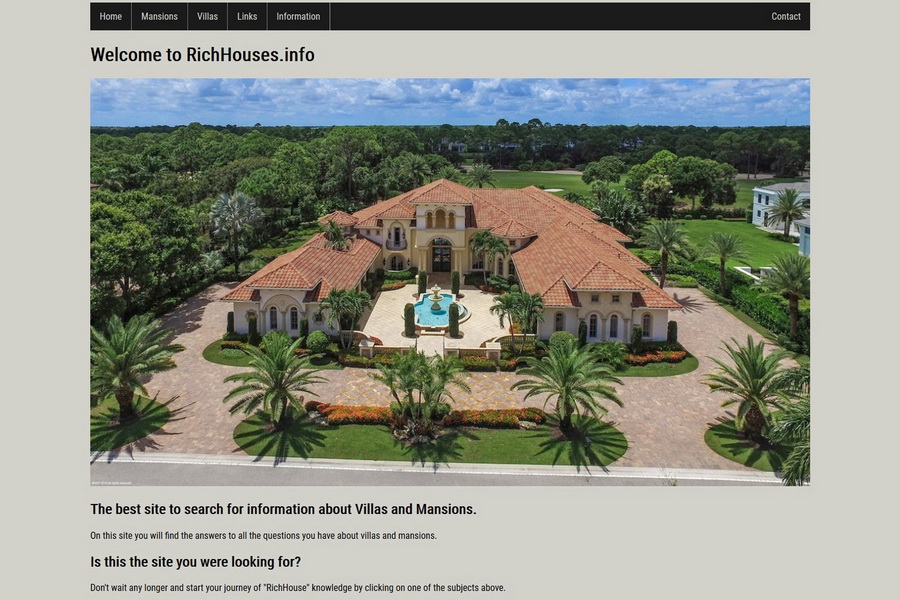 Home Mansions Villas Links Information Contact
Welcome to RichHouses.info
The best site to search for information about Villas and Mansions.
On this site you will find the answers to all the questions you have about villas and mansions.
Is this the site you were looking for?
Don't wait any longer and start your journey of "RichHouse" knowledge by clicking on one of the subjects above.